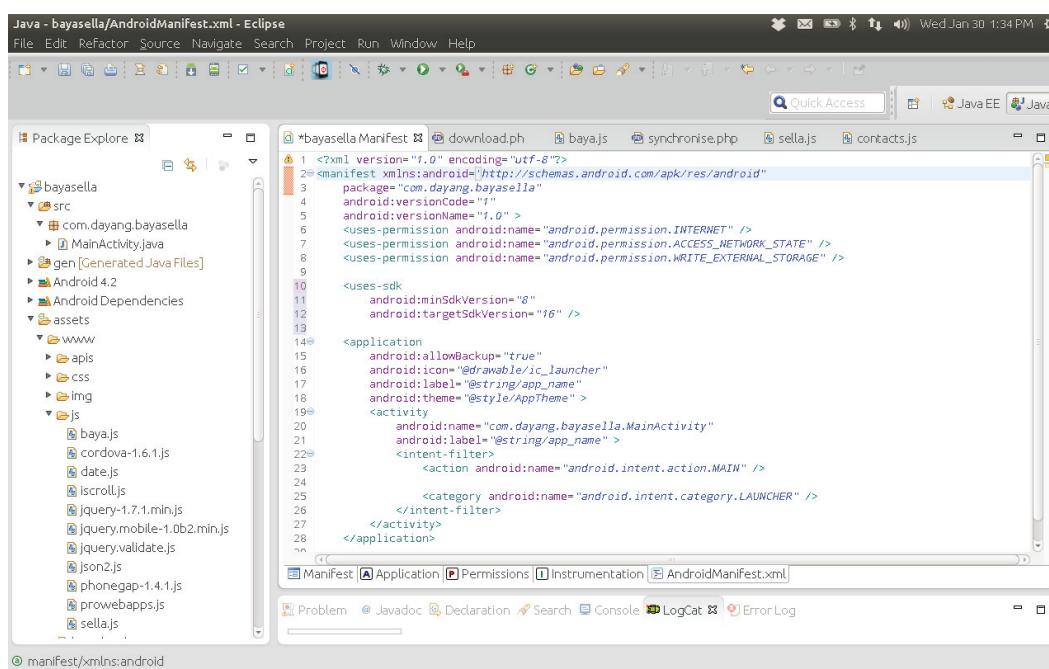 Java - bayasella/AndroidManifest.xml - Eclipse
Wed Jan 30 1:34 PM
File Edit Refactor Source Navigate Search Project Run Window Help
Quick Access
Java EE
Java
Package Explore
bayasella
src
com.dayang.bayasella
MainActivity.java
gen [Generated Java Files]
Android 4.2
Android Dependencies
assets
www
apis
css
img
js
baya.js
cordova-1.6.1.js
date.js
iscroll.js
jquery-1.7.1.min.js
jquery.mobile-1.0b2.min.js
jquery.validate.js
json2.js
phonegap-1.4.1.js
prowebapps.js
sella.js
*bayasella Manifest download.ph baya.js synchronise.php sella.js contacts.js
1 <?xml version="1.0" encoding="utf-8"?>
2 <manifest xmlns:android="http://schemas.android.com/apk/res/android"
3 package="com.dayang.bayasella"
4 android:versionCode="1"
5 android:versionName="1.0" >
6 <uses-permission android:name="android.permission.INTERNET" />
7 <uses-permission android:name="android.permission.ACCESS_NETWORK_STATE" />
8 <uses-permission android:name="android.permission.WRITE_EXTERNAL_STORAGE" />
9
10 <uses-sdk
11 android:minSdkVersion="8"
12 android:targetSdkVersion="16" />
13
14 <application
15 android:allowBackup="true"
16 android:icon="@drawable/ic_launcher"
17 android:label="@string/app_name"
18 android:theme="@style/AppTheme" >
19 <activity
20 android:name="com.dayang.bayasella.MainActivity"
21 android:label="@string/app_name" >
22 <intent-filter>
23 <action android:name="android.intent.action.MAIN" />
24
25 <category android:name="android.intent.category.LAUNCHER" />
26 </intent-filter>
27 </activity>
28 </application>
Manifest Application Permissions Instrumentation AndroidManifest.xml
Problem Javadoc Declaration Search Console LogCat Error Log
manifest/xmlns:android